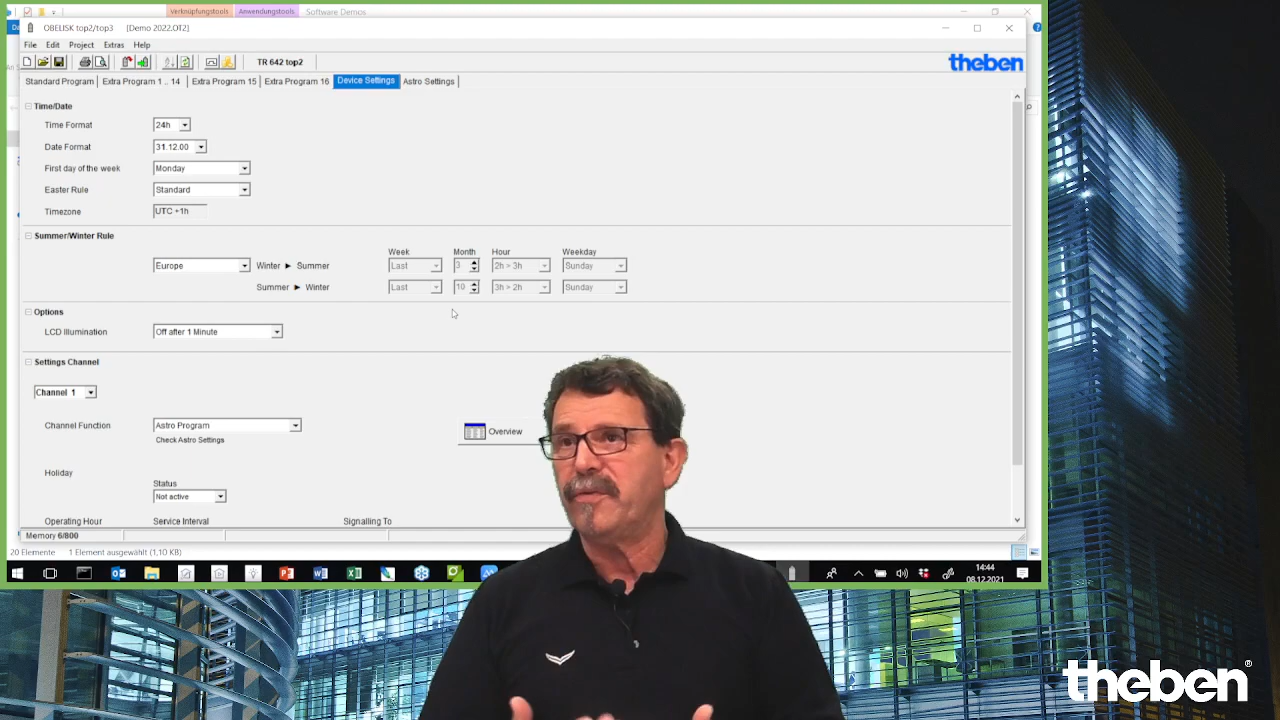 Verknüpfungstools Anwendungstools Software Demos
OBELISK top2/top3 [Demo 2022.OT2]
File Edit Project Extras Help
TR 642 top2
theben
Standard Program Extra Program 1 .. 14 Extra Program 15 Extra Program 16 Device Settings Astro Settings
Time/Date
Time Format 24h
Date Format 31.12.00
First day of the week Monday
Easter Rule Standard
Timezone UTC +1h
Summer/Winter Rule
Week Month Hour Weekday
Europe Winter ► Summer Last 3 2h > 3h Sunday
Summer ► Winter Last 10 3h > 2h Sunday
Options
LCD Illumination Off after 1 Minute
Settings Channel
Channel 1
Channel Function Astro Program
Check Astro Settings
Overview
Holiday
Status
Not active
Operating Hour Service Interval Signalling To
Memory 6/800
20 Elemente 1 Element ausgewählt (1,10 KB)
14:44
08.12.2021
theben®